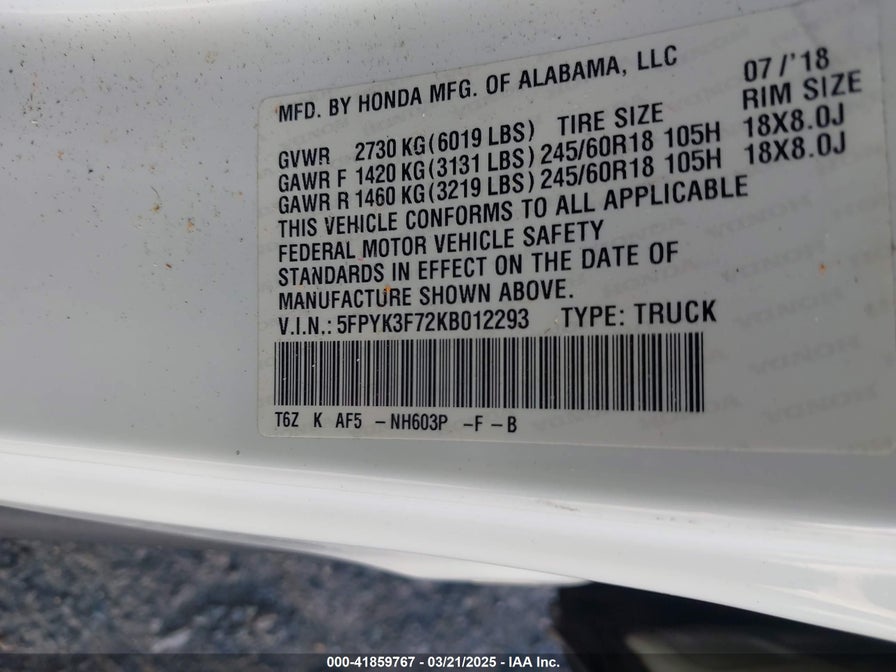 MFD. BY HONDA MFG. OF ALABAMA, LLC 07/'18
GVWR 2730 KG(6019 LBS) TIRE SIZE RIM SIZE
GAWR F 1420 KG(3131 LBS) 245/60R18 105H 18X8.0J
GAWR R 1460 KG(3219 LBS) 245/60R18 105H 18X8.0J
THIS VEHICLE CONFORMS TO ALL APPLICABLE
FEDERAL MOTOR VEHICLE SAFETY
STANDARDS IN EFFECT ON THE DATE OF
MANUFACTURE SHOWN ABOVE.
V.I.N.: 5FPYK3F72KB012293 TYPE: TRUCK
T6Z K AF5 -NH603P -F -B
000-41859767 - 03/21/2025 - IAA Inc.